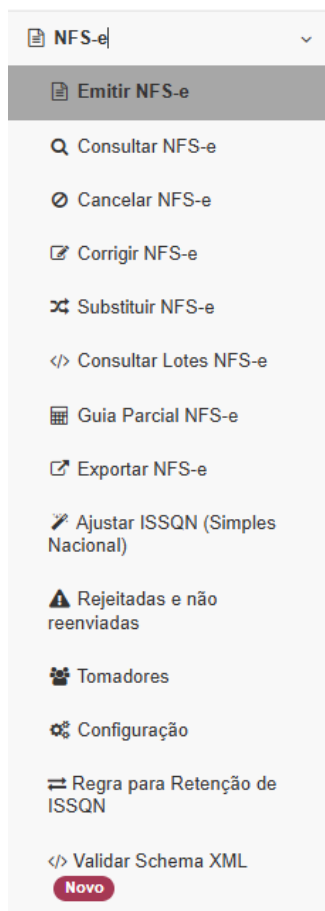 NFS-e
Emitir NFS-e
Consultar NFS-e
Cancelar NFS-e
Corrigir NFS-e
Substituir NFS-e
Consultar Lotes NFS-e
Guia Parcial NFS-e
Exportar NFS-e
Ajustar ISSQN (Simples
Nacional)
Rejeitadas e não
reenviadas
Tomadores
Configuração
Regra para Retenção de
ISSQN
</> Validar Schema XML
Novo